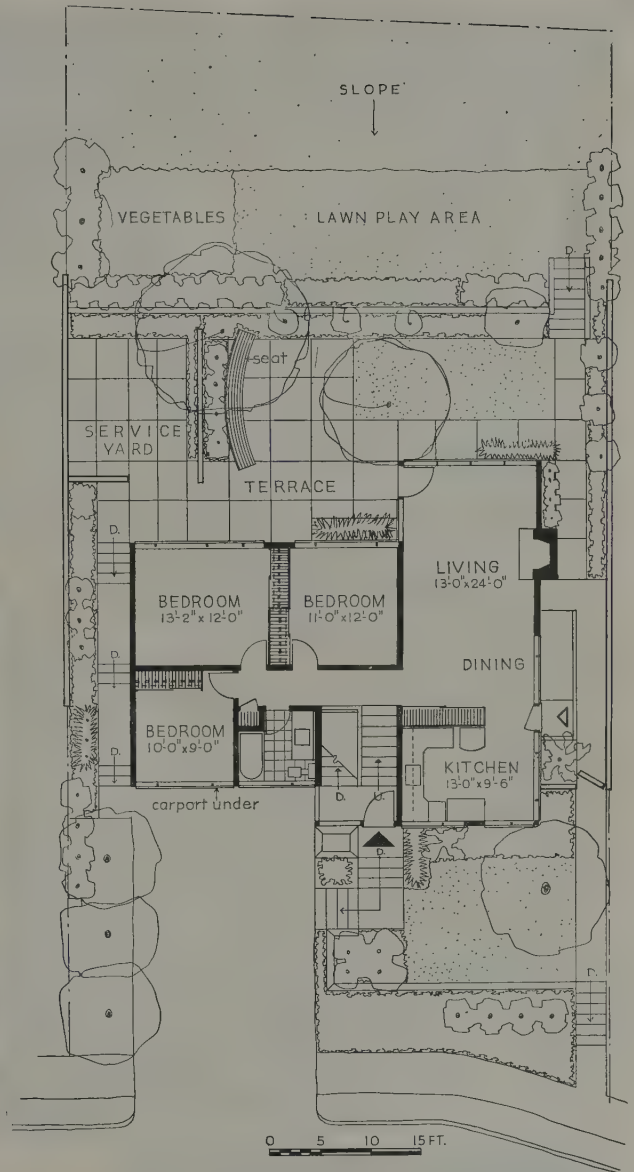 SLOPE
D.
VEGETABLES
LAWN PLAY AREA
seat
SERVICE
YARD
TERRACE
D.
LIVING
13'-0"x24'-0"
BEDROOM
13'-2"x12'-0"
BEDROOM
11'-0"x12'-0"
D.
DINING
BEDROOM
10'-0"x9'-0"
D.
D.
U.
KITCHEN
13'-0"x9'-6"
carport under
D.
D.
0 5 10 15 FT.